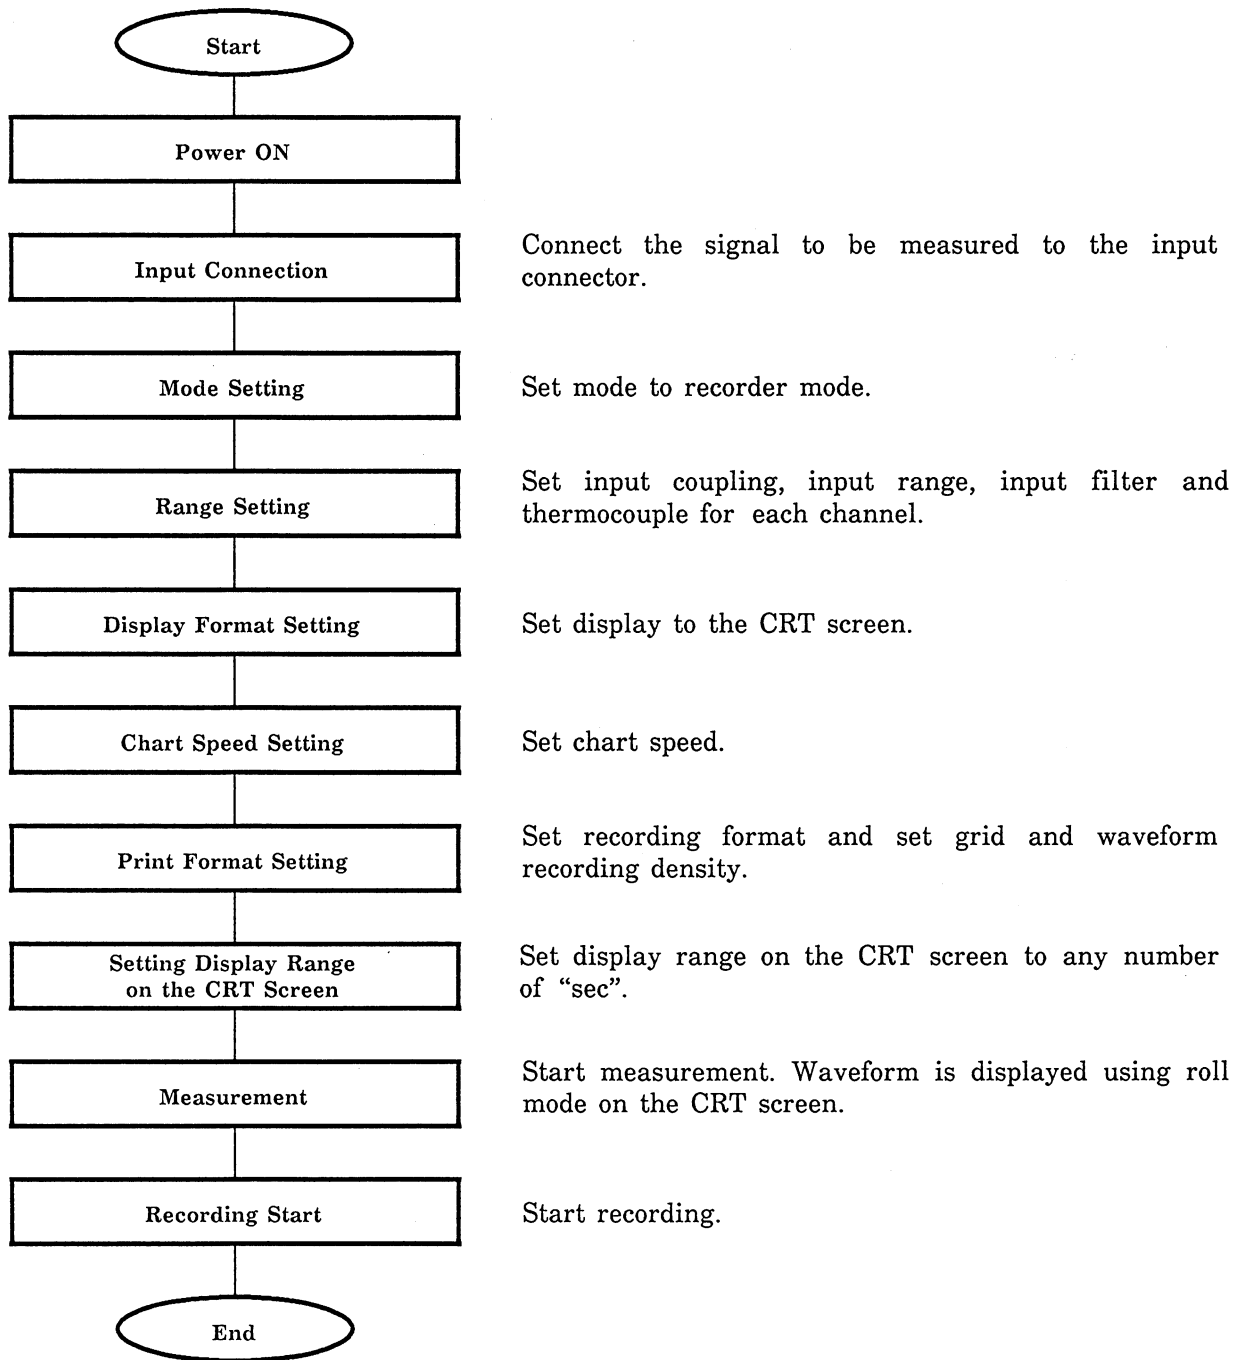 Start
Power ON
Input Connection
Connect the signal to be measured to the input
connector.
Mode Setting
Set mode to recorder mode.
Range Setting
Set input coupling, input range, input filter and
thermocouple for each channel.
Display Format Setting
Set display to the CRT screen.
Chart Speed Setting
Set chart speed.
Print Format Setting
Set recording format and set grid and waveform
recording density.
Setting Display Range
on the CRT Screen
Set display range on the CRT screen to any number
of “sec”.
Measurement
Start measurement. Waveform is displayed using roll
mode on the CRT screen.
Recording Start
Start recording.
End